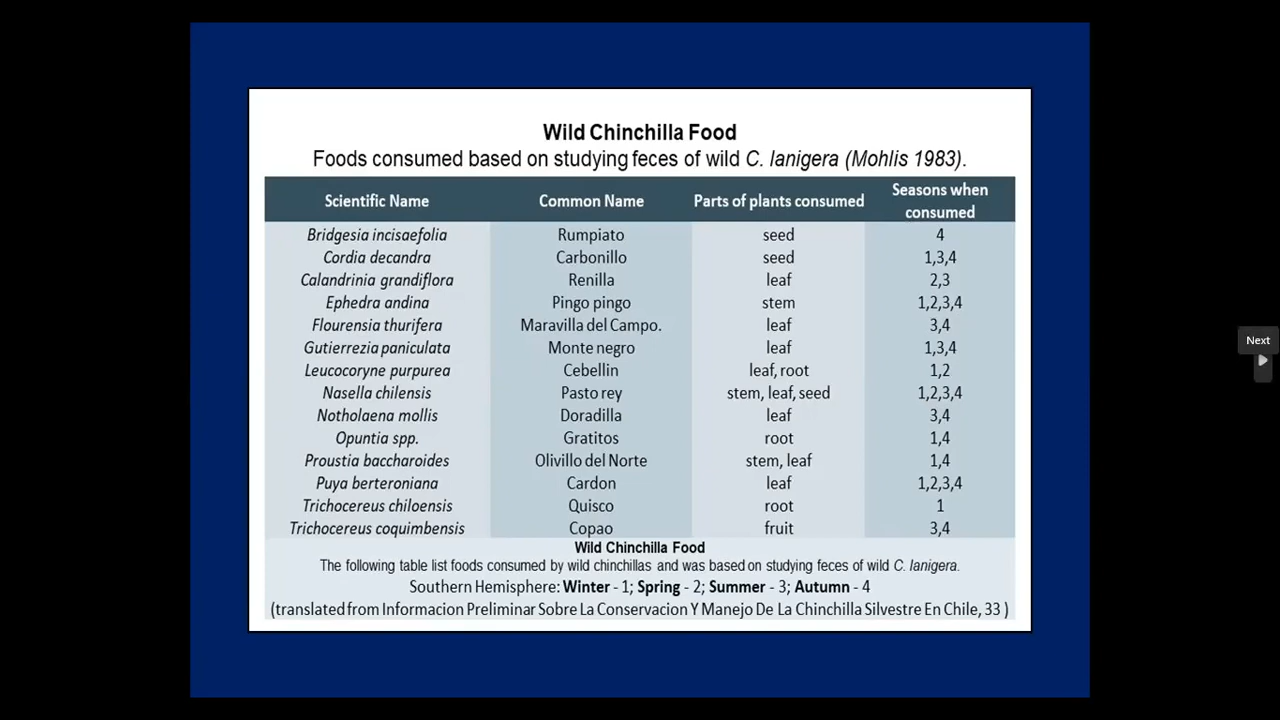 Wild Chinchilla Food
Foods consumed based on studying feces of wild C. lanigera (Mohlis 1983).
Scientific Name Common Name Parts of plants consumed Seasons when consumed
Bridgesia incisaefolia Rumpiato seed 4
Cordia decandra Carbonillo seed 1,3,4
Calandrinia grandiflora Renilla leaf 2,3
Ephedra andina Pingo pingo stem 1,2,3,4
Flourensia thurifera Maravilla del Campo. leaf 3,4
Gutierrezia paniculata Monte negro leaf 1,3,4
Leucocoryne purpurea Cebellin leaf, root 1,2
Nasella chilensis Pasto rey stem, leaf, seed 1,2,3,4
Notholaena mollis Doradilla leaf 3,4
Opuntia spp. Gratitos root 1,4
Proustia baccharoides Olivillo del Norte stem, leaf 1,4
Puya berteroniana Cardon leaf 1,2,3,4
Trichocereus chiloensis Quisco root 1
Trichocereus coquimbensis Copao fruit 3,4
Wild Chinchilla Food
The following table list foods consumed by wild chinchillas and was based on studying feces of wild C. lanigera.
Southern Hemisphere: Winter - 1; Spring - 2; Summer - 3; Autumn - 4
(translated from Informacion Preliminar Sobre La Conservacion Y Manejo De La Chinchilla Silvestre En Chile, 33 )
Next